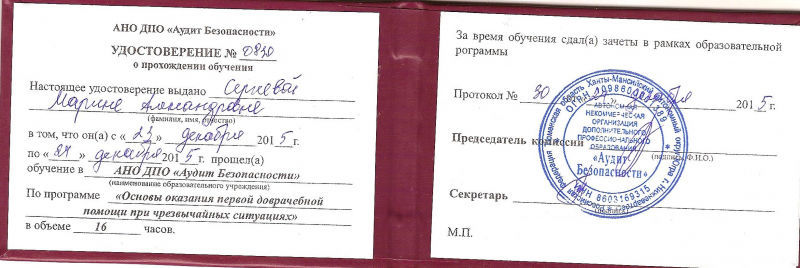 АНО ДПО «Аудит Безопасности»
УДОСТОВЕРЕНИЕ № 0830
о прохождении обучения
Настоящее удостоверение выдано Сергеевой
Марине Александровне
(фамилия, имя, отчество)
в том, что он(а) с « 23 » декабря 2015 г.
по « 24 » декабря 2015 г. прошел(а)
обучение в АНО ДПО «Аудит Безопасности»
(наименование образовательного учреждения)
По программе «Основы оказания первой доврачебной
помощи при чрезвычайных ситуациях»
в объеме 16 часов.
За время обучения сдал(а) зачеты в рамках образовательной
рограммы
Протокол № 30 2015 г.
Председатель комиссии
(подпись, Ф.И.О.)
Секретарь
(подпись)
М.П.
АВТОНОМНАЯ
НЕКОММЕРЧЕСКАЯ
ОРГАНИЗАЦИЯ
ДОПОЛНИТЕЛЬНОГО
ПРОФЕССИОНАЛЬНОГО
ОБРАЗОВАНИЯ
«Аудит
Безопасности»
ИНН 8603169315